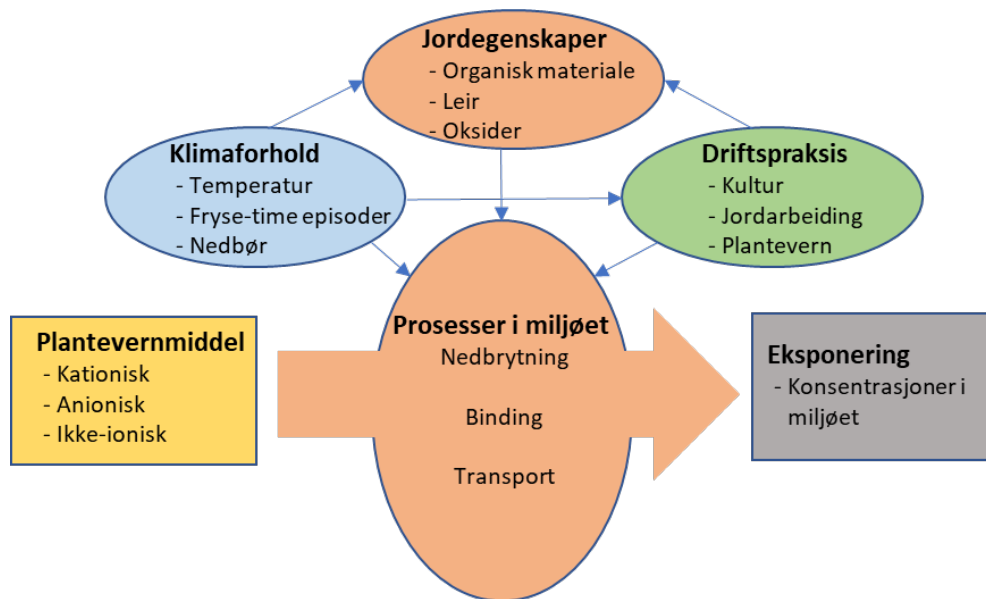 Jordegenskaper
- Organisk materiale
- Leir
- Oksider
Klimaforhold
- Temperatur
- Fryse-time episoder
- Nedbør
Driftspraksis
- Kultur
- Jordarbeiding
- Plantevern
Plantevernmiddel
- Kationisk
- Anionisk
- Ikke-ionisk
Prosesser i miljøet
Nedbrytning
Binding
Transport
Eksponering
- Konsentrasjoner i
miljøet